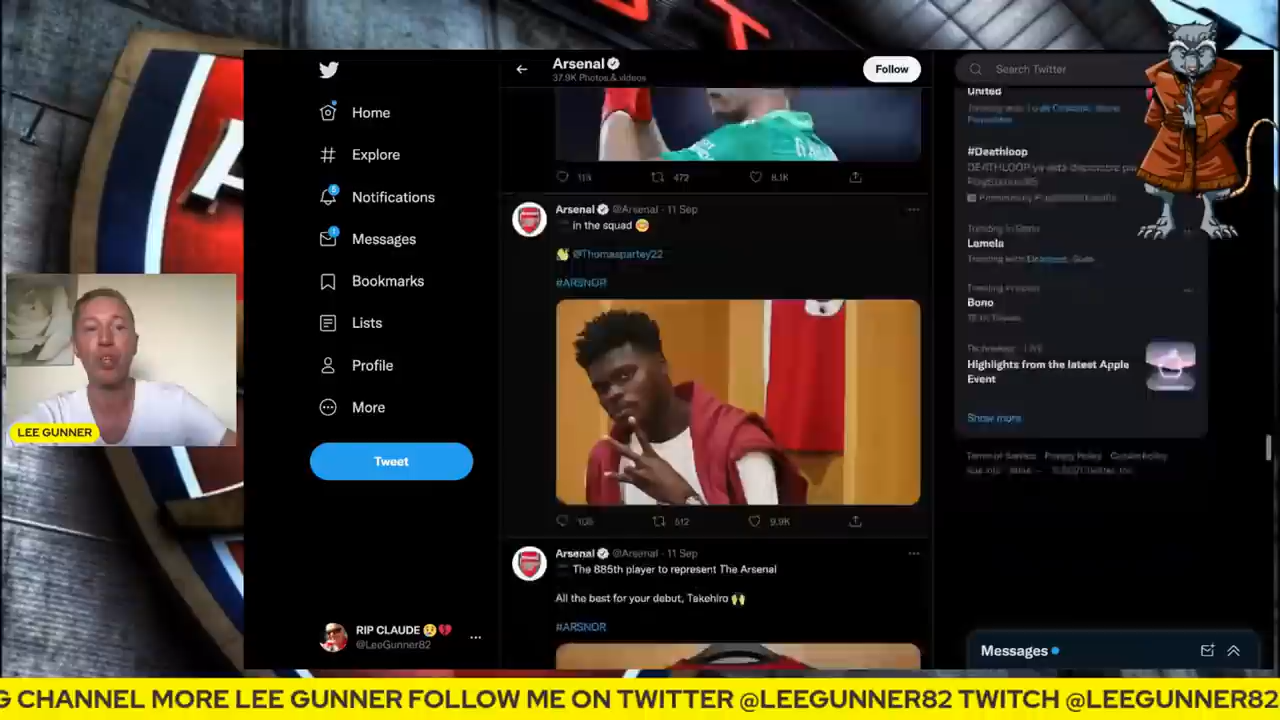 Home
Explore
5
Notifications
1
Messages
Bookmarks
Lists
Profile
More
Tweet
RIP CLAUDE
@LeeGunner82
Arsenal
37.9K Photos & videos
Follow
472
8.1K
Arsenal @Arsenal · 11 Sep
in the squad
@Thomaspartey22
#ARSNOR
512
9.9K
Arsenal @Arsenal · 11 Sep
The 885th player to represent The Arsenal
All the best for your debut, Takehiro
#ARSNOR
Search Twitter
United
#Deathloop
Lamela
Bono
Highlights from the latest Apple
Event
Show more
Terms of Service Privacy Policy Cookie Policy
Messages
LEE GUNNER
G CHANNEL MORE LEE GUNNER FOLLOW ME ON TWITTER @LEEGUNNER82 TWITCH @LEEGUNNER82